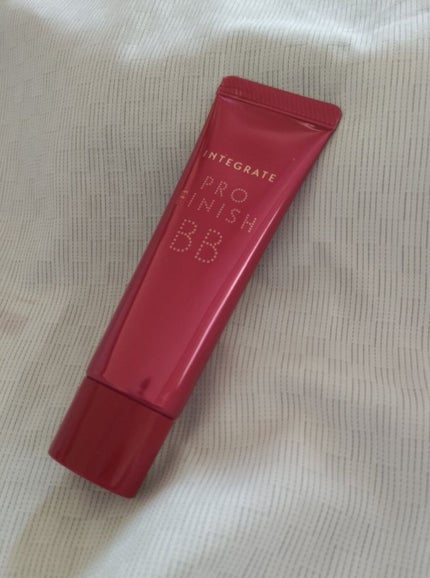 INTEGRATE
PRO
FINISH
BB